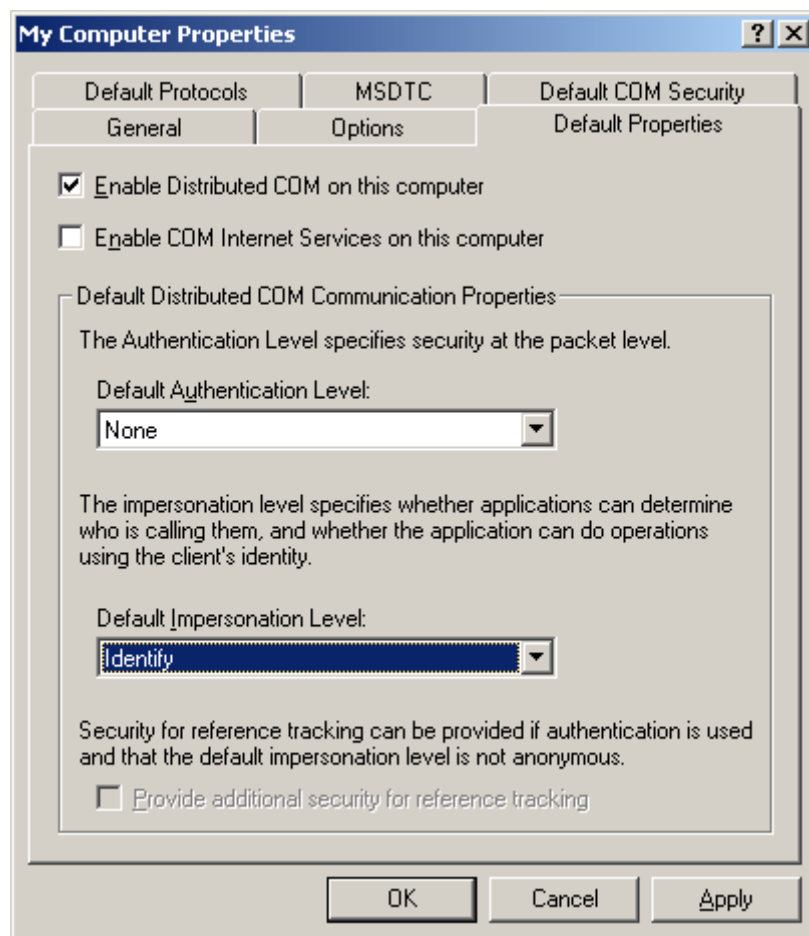 My Computer Properties
Default Protocols MSDTC Default COM Security
General Options Default Properties
Enable Distributed COM on this computer
Enable COM Internet Services on this computer
Default Distributed COM Communication Properties
The Authentication Level specifies security at the packet level.
Default Authentication Level:
None
The impersonation level specifies whether applications can determine
who is calling them, and whether the application can do operations
using the client's identity.
Default Impersonation Level:
Identify
Security for reference tracking can be provided if authentication is used
and that the default impersonation level is not anonymous.
Provide additional security for reference tracking
OK Cancel Apply